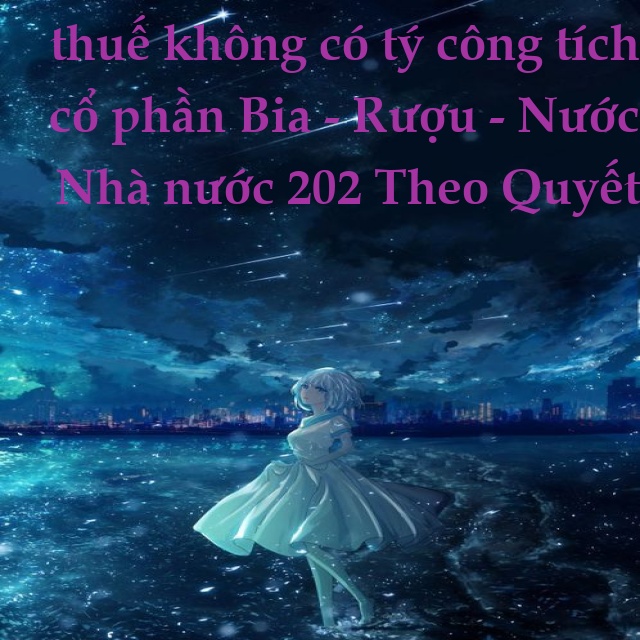 thuế không có tý công tích
cổ phần Bia - Rượu - Nước
Nhà nước 202 Theo Quyết